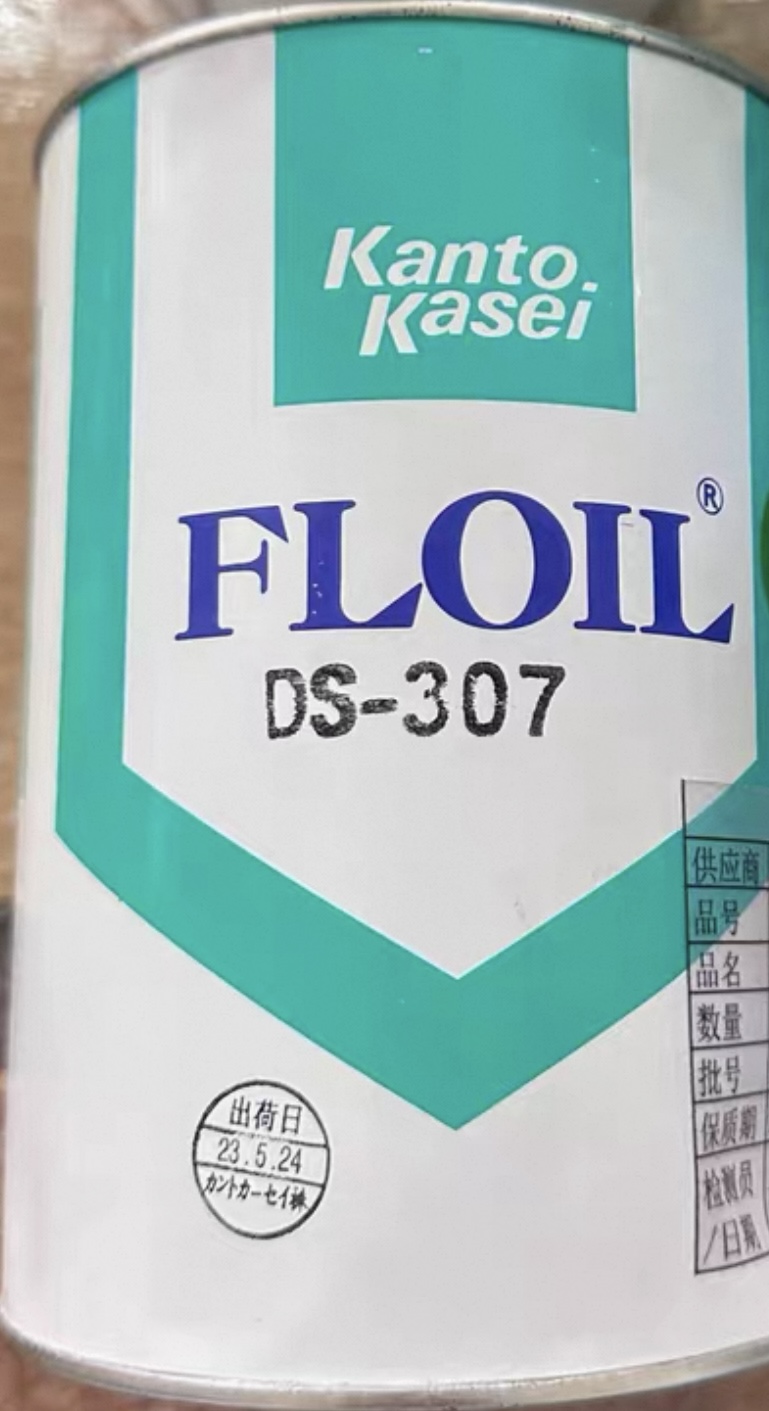 Kanto
Kasei
FLOIL®
DS-307
供应商
品号
品名
数量
批号
保质期
检测员
/日期
出荷日
23.5.24
カントカーセイ㈱